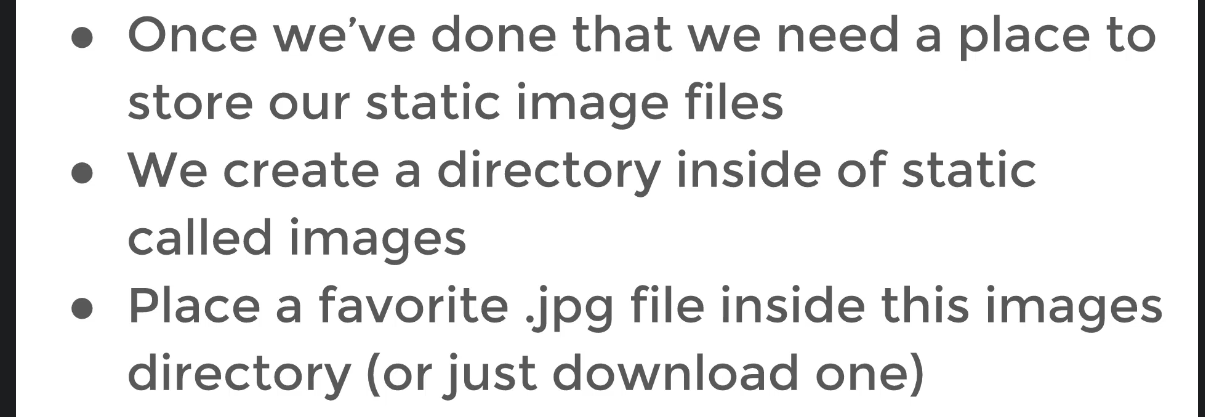 ● Once we’ve done that we need a place to
store our static image files
● We create a directory inside of static
called images
● Place a favorite .jpg file inside this images
directory (or just download one)